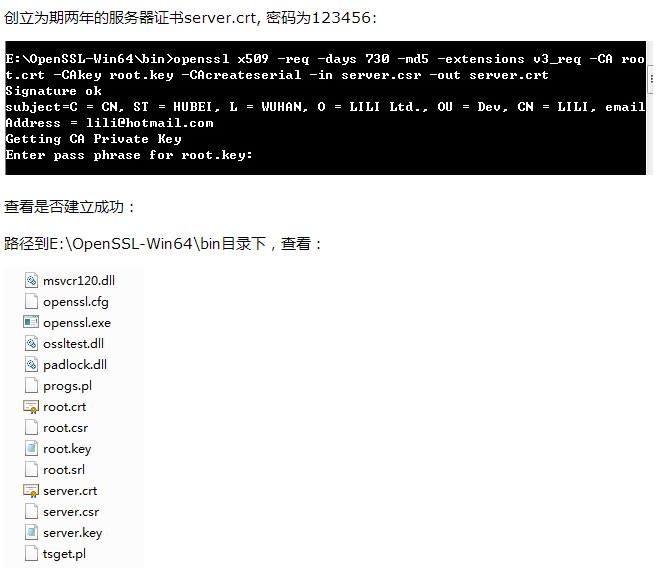 创立为期两年的服务器证书server.crt, 密码为123456:
E:\OpenSSL-Win64\bin>openssl x509 -req -days 730 -md5 -extensions v3_req -CA roo
t.crt -CAkey root.key -CAcreateserial -in server.csr -out server.crt
Signature ok
subject=C = CN, ST = HUBEI, L = WUHAN, O = LILI Ltd., OU = Dev, CN = LILI, email
Address = lili@hotmail.com
Getting CA Private Key
Enter pass phrase for root.key:
查看是否建立成功：
路径到E:\OpenSSL-Win64\bin目录下，查看：
msvcr120.dll
openssl.cfg
openssl.exe
ossltest.dll
padlock.dll
progs.pl
root.crt
root.csr
root.key
root.srl
server.crt
server.csr
server.key
tsget.pl